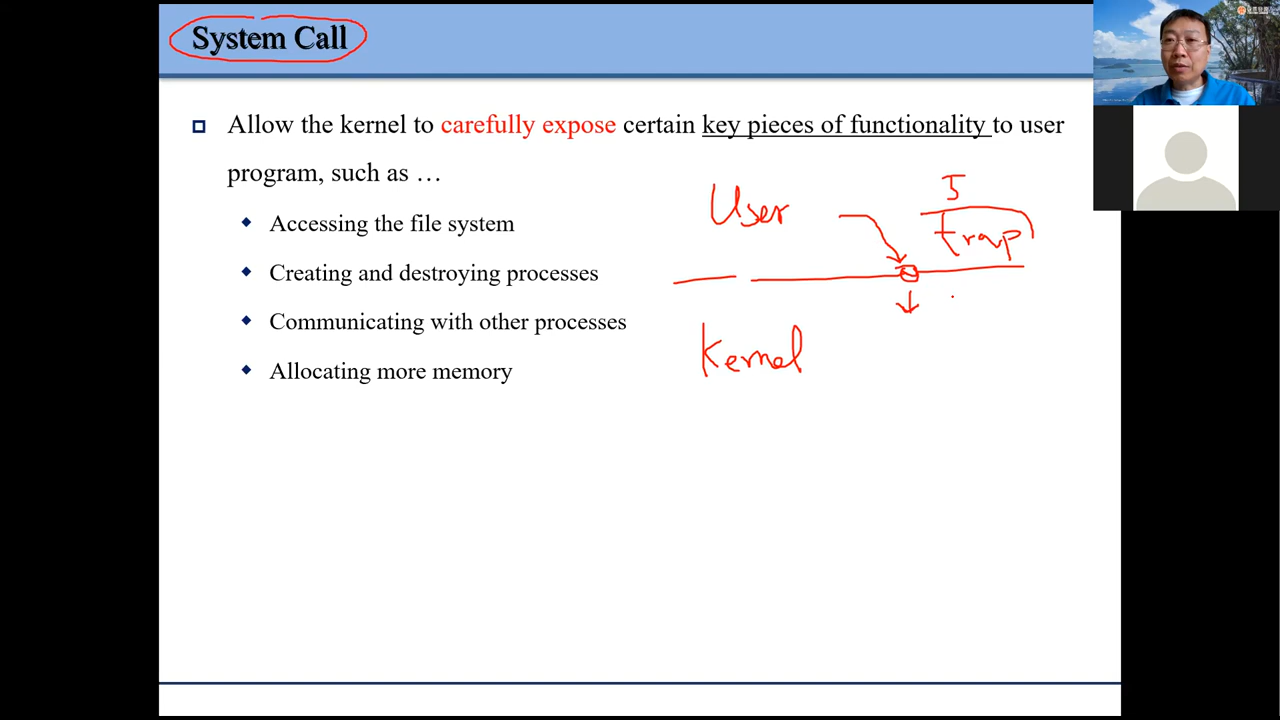 System Call
Allow the kernel to carefully expose certain key pieces of functionality to user
program, such as …
Accessing the file system
Creating and destroying processes
Communicating with other processes
Allocating more memory
User
trap
Kernel